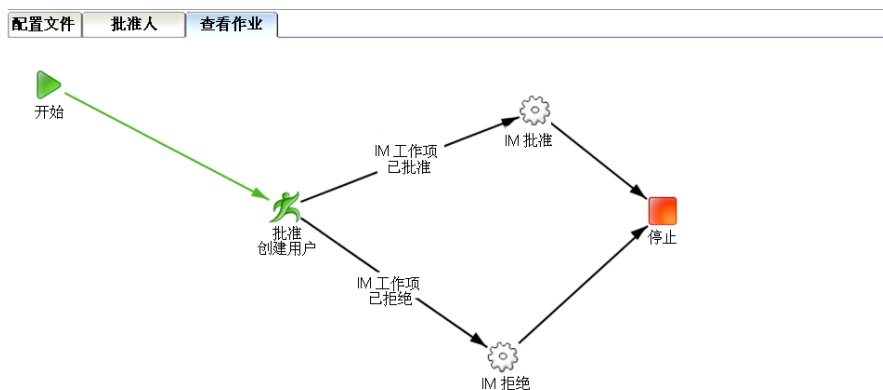 配置文件 批准人 查看作业
开始
IM 工作项
已批准
IM 批准
批准
创建用户
停止
IM 工作项
已拒绝
IM 拒绝